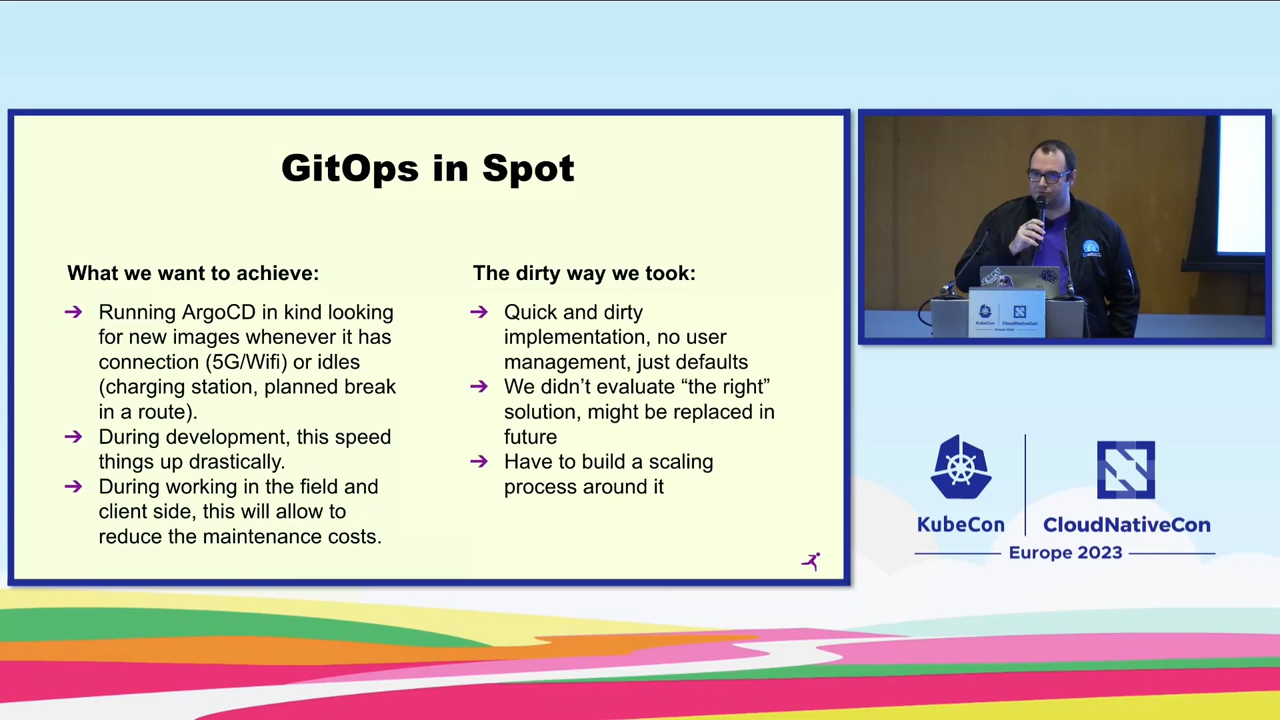 GitOps in Spot
What we want to achieve:
➔ Running ArgoCD in kind looking
for new images whenever it has
connection (5G/Wifi) or idles
(charging station, planned break
in a route).
➔ During development, this speed
things up drastically.
➔ During working in the field and
client side, this will allow to
reduce the maintenance costs.
The dirty way we took:
➔ Quick and dirty
implementation, no user
management, just defaults
➔ We didn’t evaluate “the right”
solution, might be replaced in
future
➔ Have to build a scaling
process around it
KubeCon
CloudNativeCon
Europe 2023
KubeCon
CloudNativeCon
Europe 2023